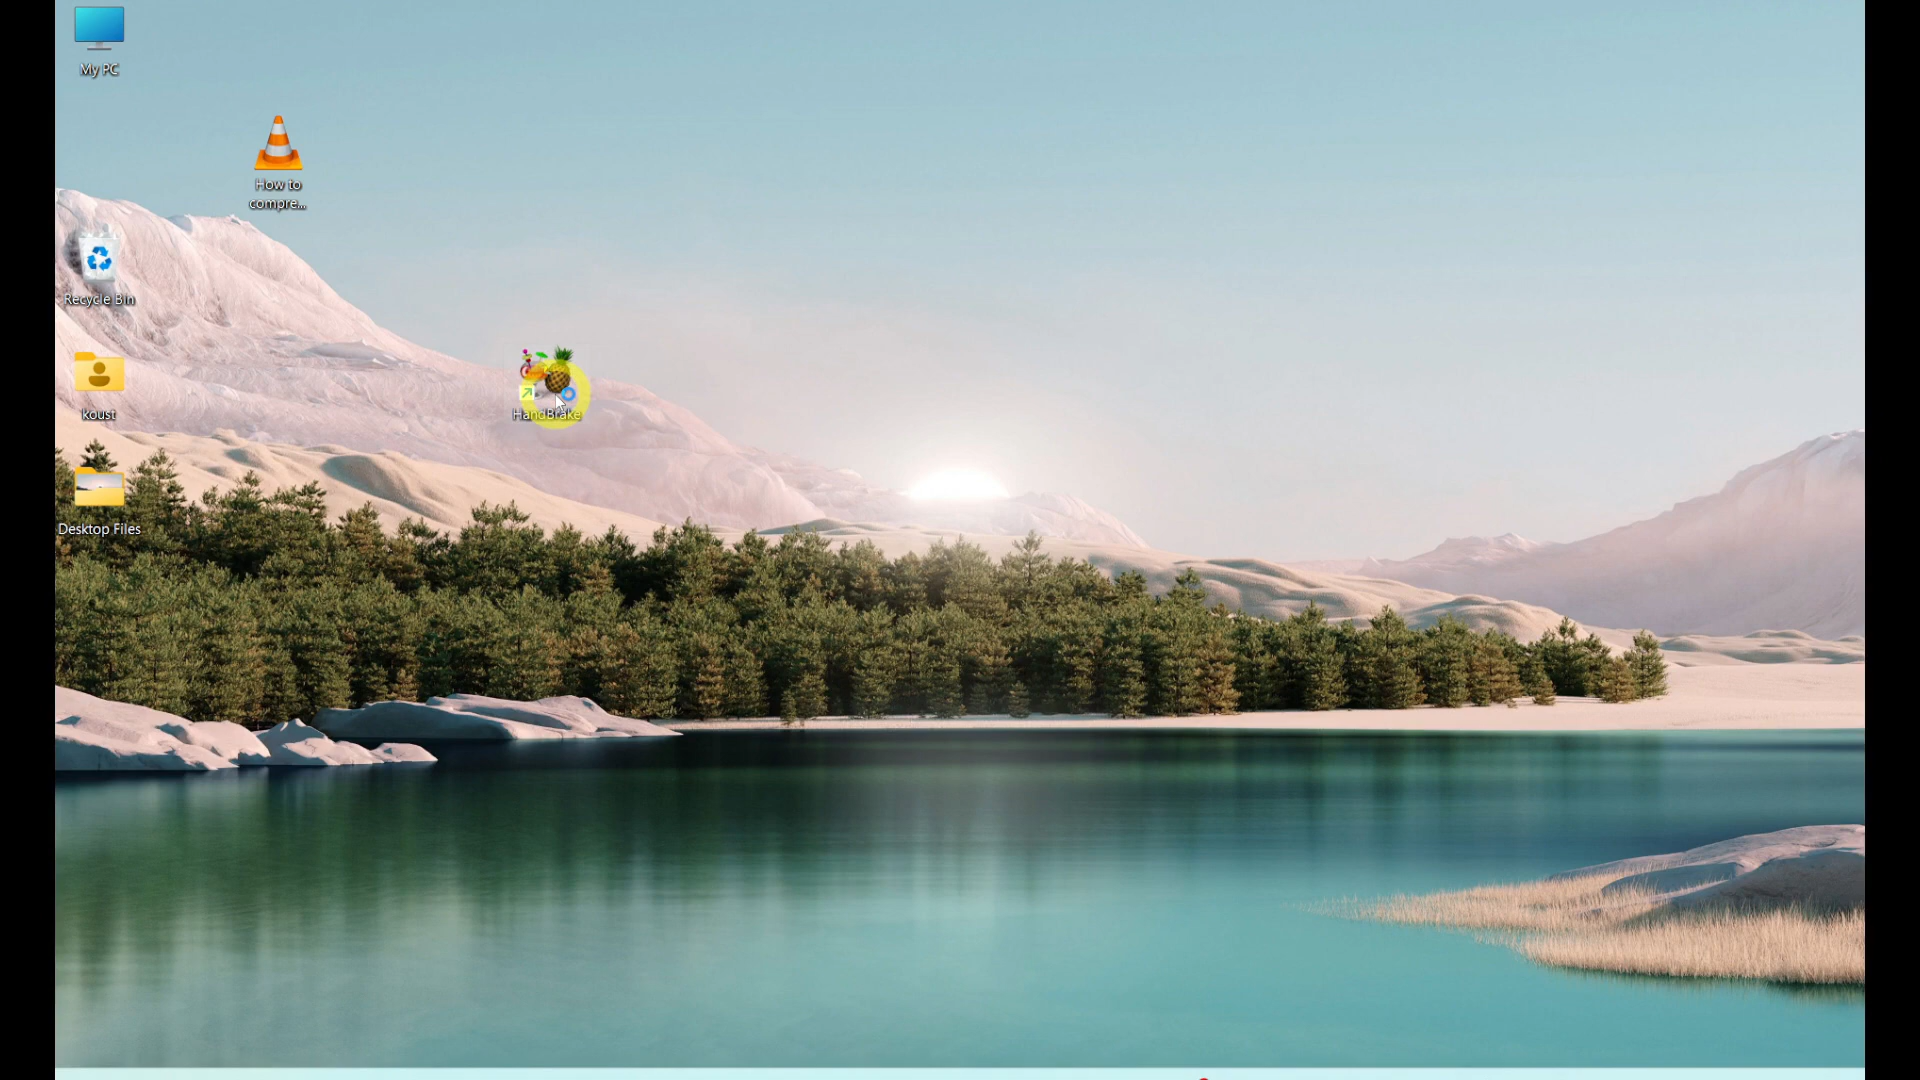 My PC
How to
compre...
Recycle Bin
HandBrake
koust
Desktop Files